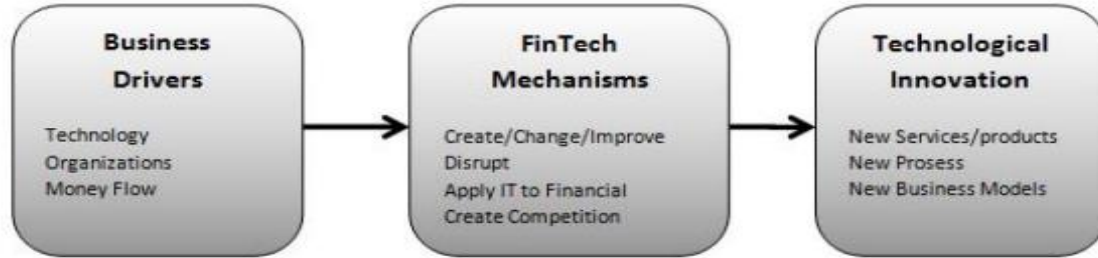 Business
Drivers
Technology
Organizations
Money Flow
FinTech
Mechanisms
Create/Change/Improve
Disrupt
Apply IT to Financial
Create Competition
Technological
Innovation
New Services/products
New Prosess
New Business Models